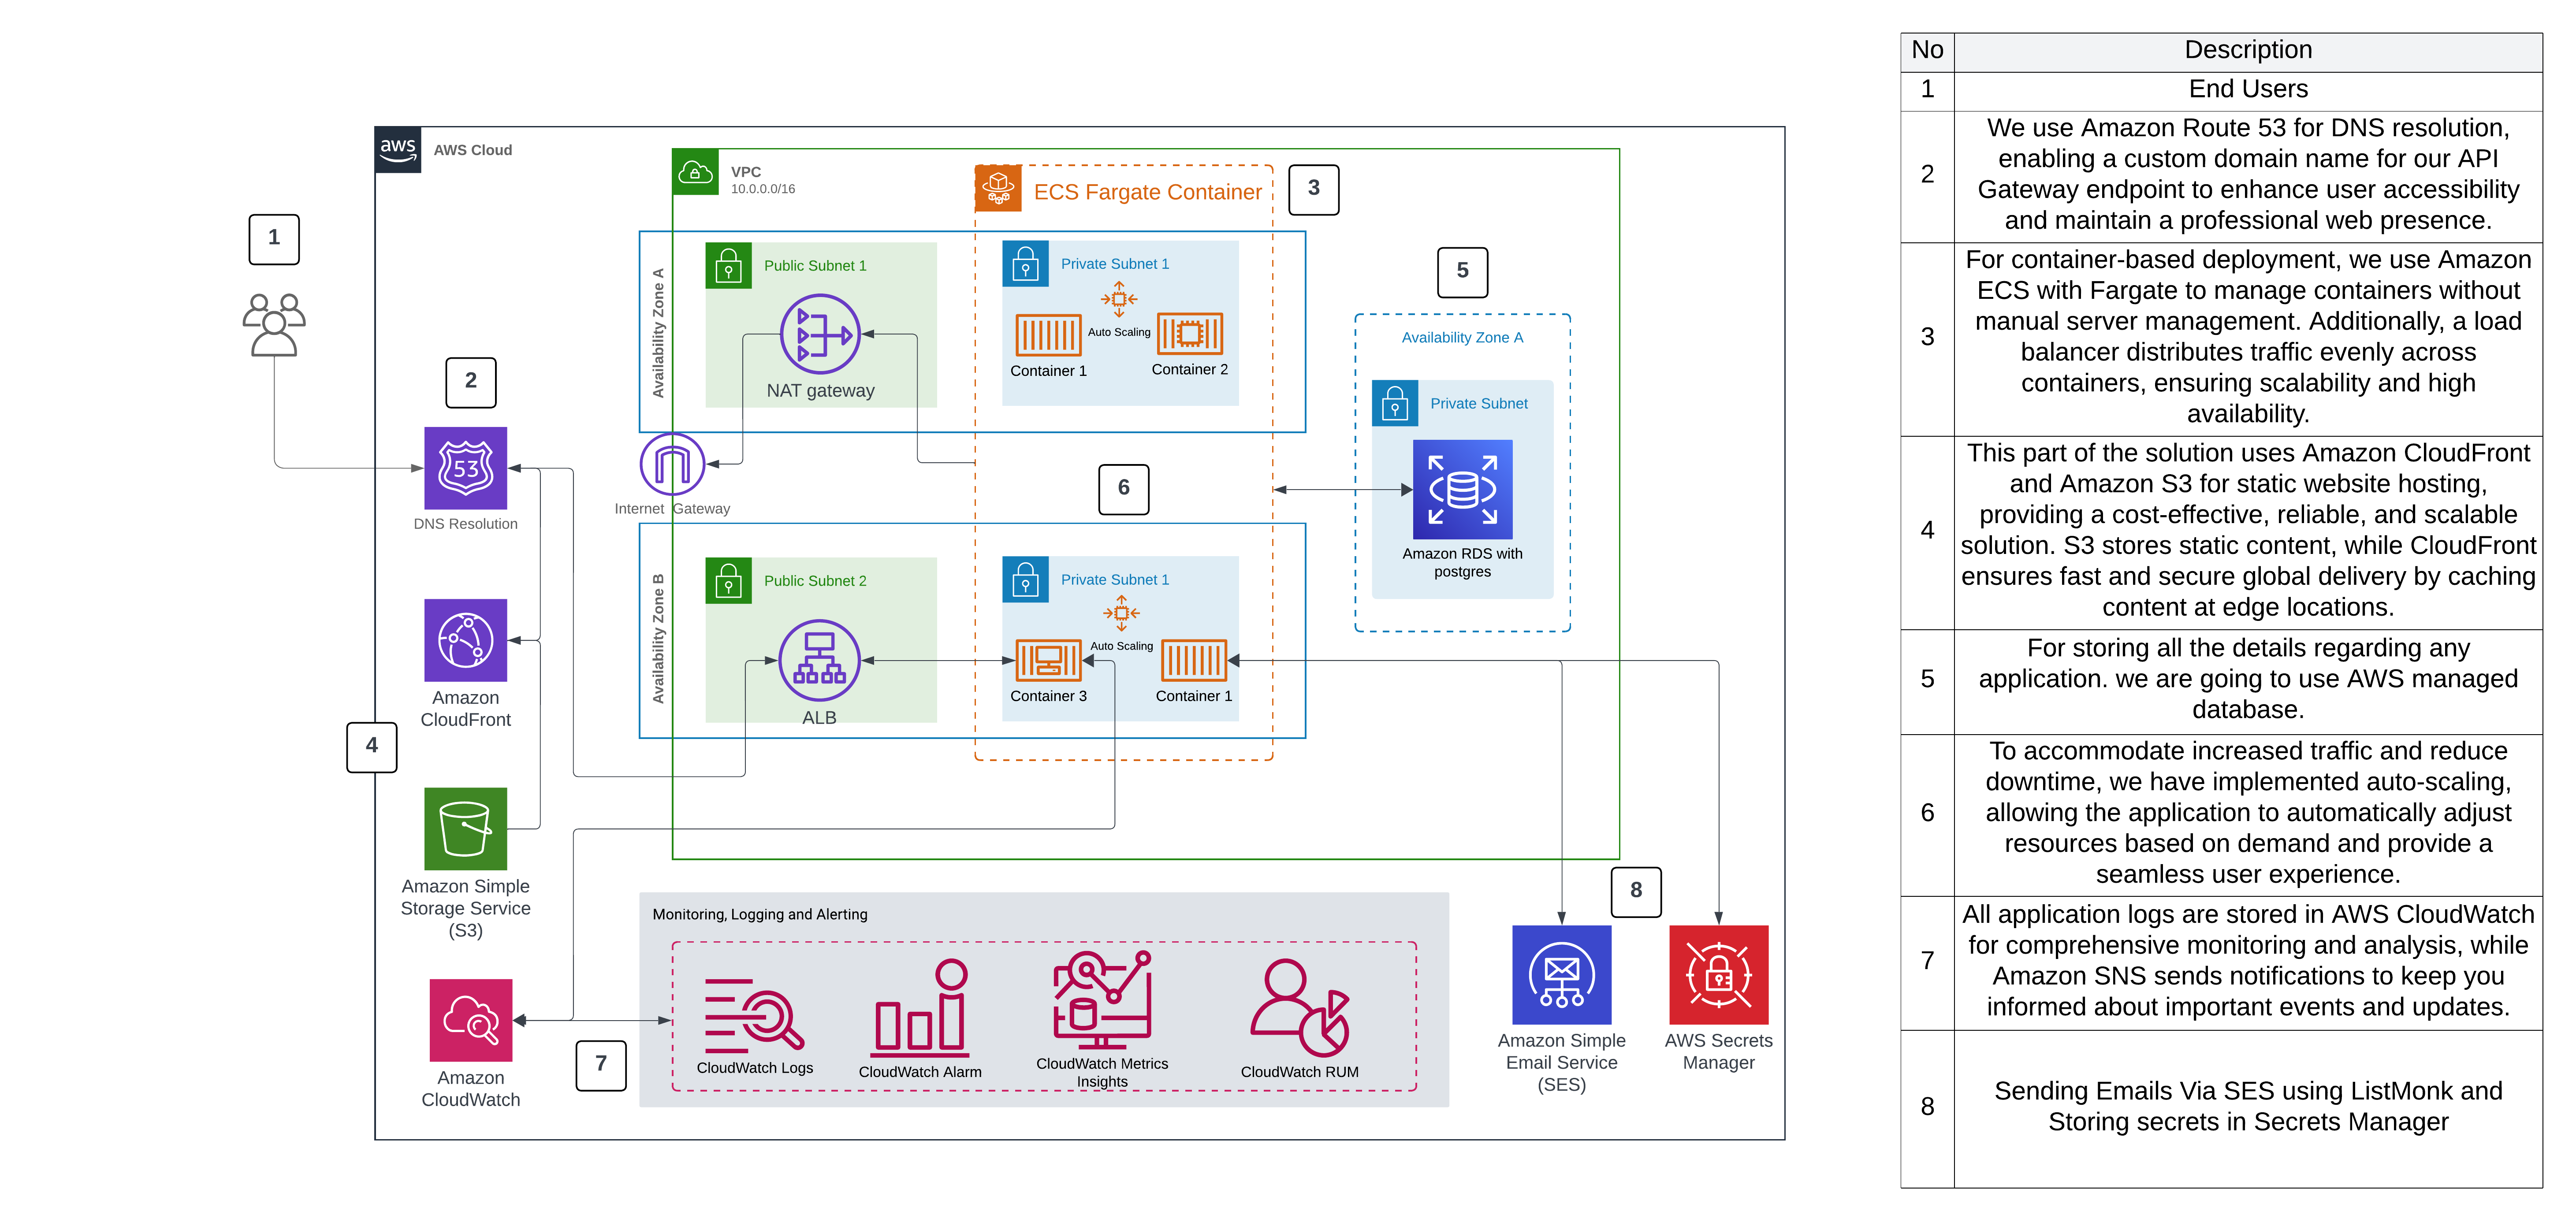 aws
AWS Cloud
VPC
10.0.0.0/16
ECS Fargate Container
3
1
Availability Zone A
Public Subnet 1
NAT gateway
Private Subnet 1
Auto Scaling
Container 1
Container 2
5
Availability Zone A
Private Subnet
Amazon RDS with
postgres
2
53
DNS Resolution
Internet Gateway
6
Availability Zone B
Public Subnet 2
ALB
Private Subnet 1
Auto Scaling
Container 3
Container 1
Amazon
CloudFront
4
Amazon Simple
Storage Service
(S3)
Amazon
CloudWatch
7
Monitoring, Logging and Alerting
CloudWatch Logs
CloudWatch Alarm
CloudWatch Metrics
Insights
CloudWatch RUM
8
Amazon Simple
Email Service
(SES)
AWS Secrets
Manager
No Description
1 End Users
2
We use Amazon Route 53 for DNS resolution,
enabling a custom domain name for our API
Gateway endpoint to enhance user accessibility
and maintain a professional web presence.
3
For container-based deployment, we use Amazon
ECS with Fargate to manage containers without
manual server management. Additionally, a load
balancer distributes traffic evenly across
containers, ensuring scalability and high
availability.
4
This part of the solution uses Amazon CloudFront
and Amazon S3 for static website hosting,
providing a cost-effective, reliable, and scalable
solution. S3 stores static content, while CloudFront
ensures fast and secure global delivery by caching
content at edge locations.
5
For storing all the details regarding any
application. we are going to use AWS managed
database.
6
To accommodate increased traffic and reduce
downtime, we have implemented auto-scaling,
allowing the application to automatically adjust
resources based on demand and provide a
seamless user experience.
7
All application logs are stored in AWS CloudWatch
for comprehensive monitoring and analysis, while
Amazon SNS sends notifications to keep you
informed about important events and updates.
8
Sending Emails Via SES using ListMonk and
Storing secrets in Secrets Manager